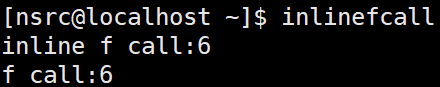 [nsrc@localhost ~]$ inlinefcall
inline f call:6
f call:6